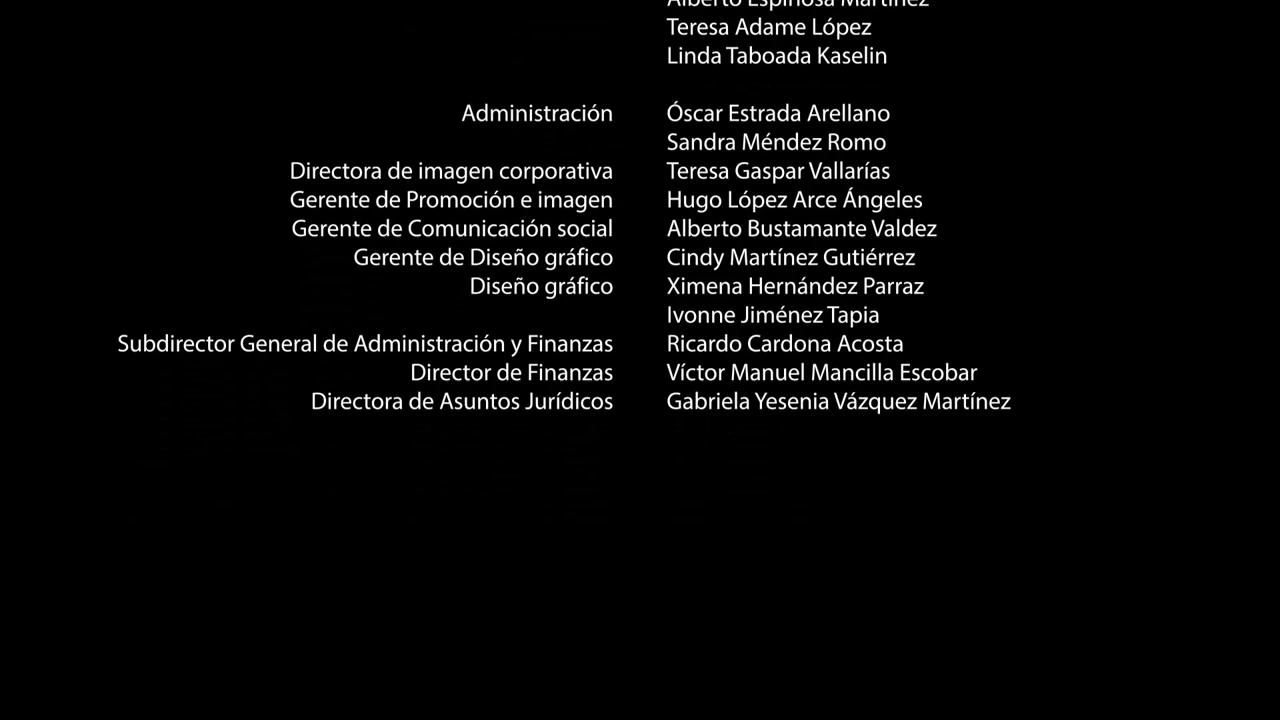 Alberto Espinosa Martínez
Teresa Adame López
Linda Taboada Kaselin
Administración Óscar Estrada Arellano
Sandra Méndez Romo
Directora de imagen corporativa Teresa Gaspar Vallarías
Gerente de Promoción e imagen Hugo López Arce Ángeles
Gerente de Comunicación social Alberto Bustamante Valdez
Gerente de Diseño gráfico Cindy Martínez Gutiérrez
Diseño gráfico Ximena Hernández Parraz
Ivonne Jiménez Tapia
Subdirector General de Administración y Finanzas Ricardo Cardona Acosta
Director de Finanzas Víctor Manuel Mancilla Escobar
Directora de Asuntos Jurídicos Gabriela Yesenia Vázquez Martínez